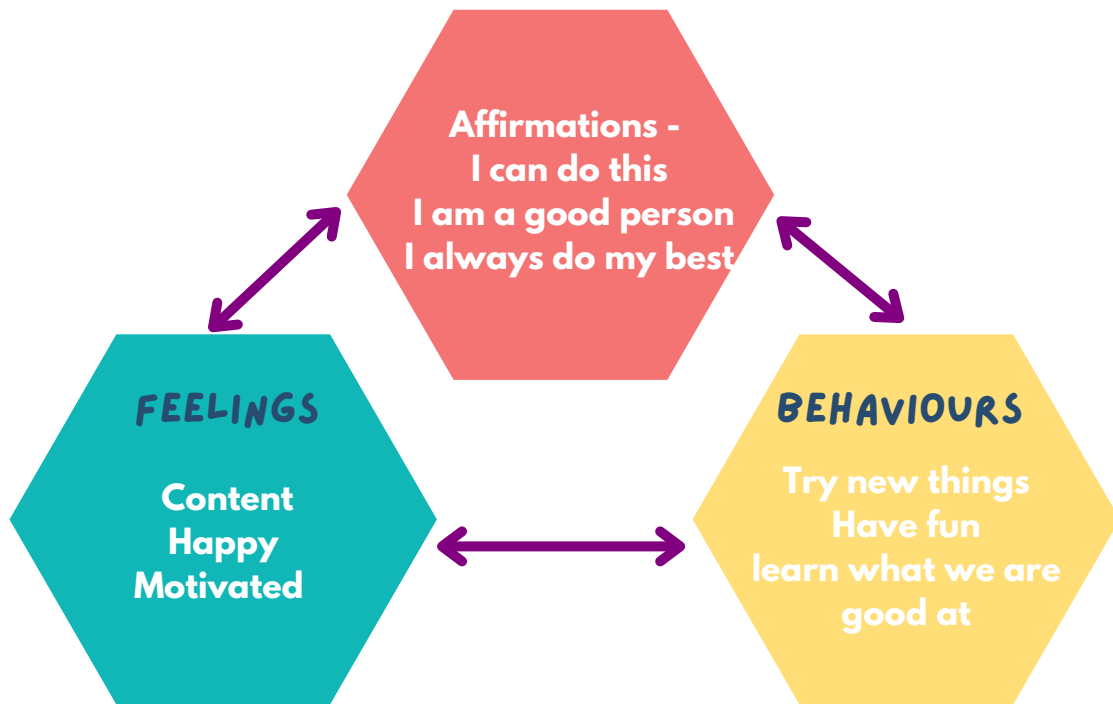 Affirmations -
I can do this
I am a good person
I always do my best
FEELINGS
Content
Happy
Motivated
BEHAVIOURS
Try new things
Have fun
learn what we are
good at